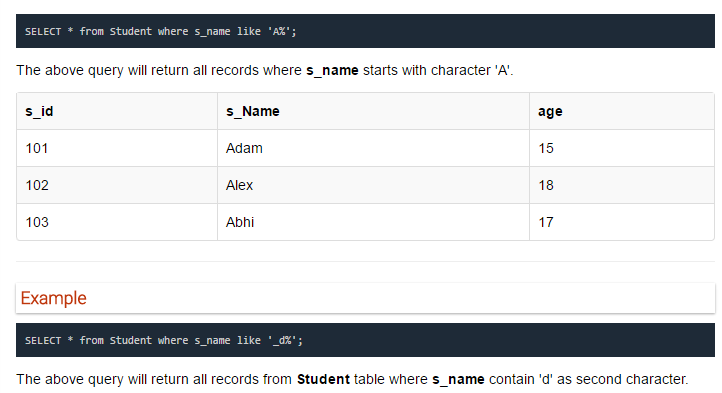 SELECT * from Student where s_name like 'A%';
The above query will return all records where s_name starts with character 'A'.
s_id s_Name age
101 Adam 15
102 Alex 18
103 Abhi 17
Example
SELECT * from Student where s_name like '_d%';
The above query will return all records from Student table where s_name contain 'd' as second character.